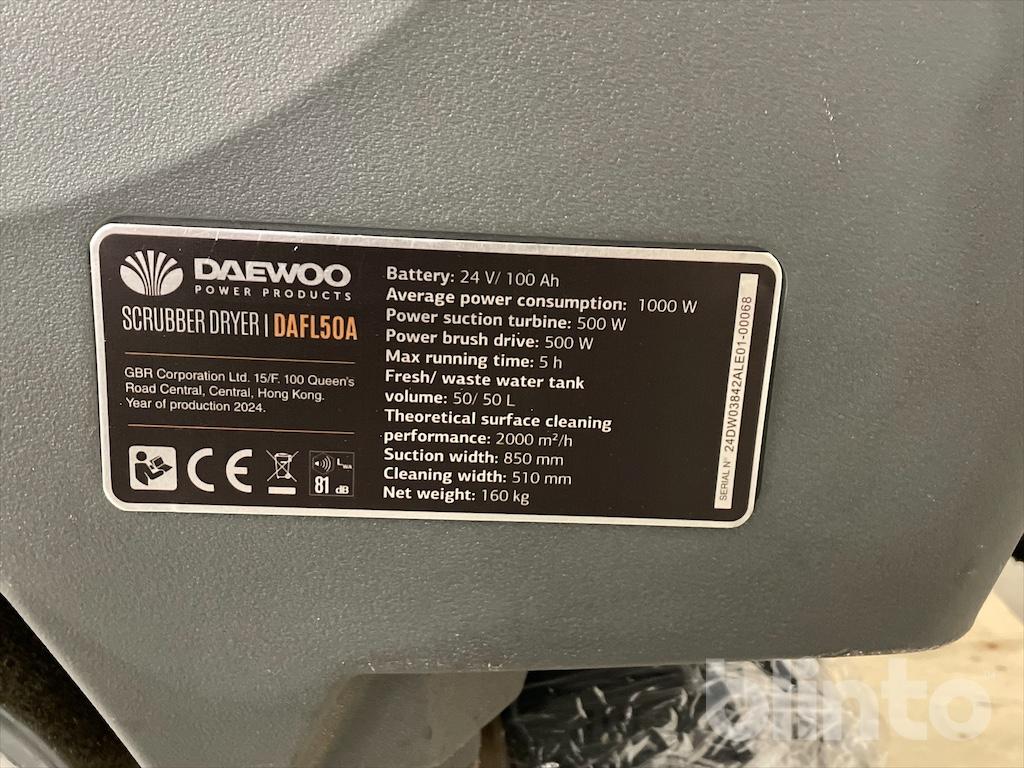 DAEWOO
POWER PRODUCTS
SCRUBBER DRYER | DAFL50A
GBR Corporation Ltd. 15/F. 100 Queen's
Road Central, Central, Hong Kong.
Year of production 2024.
CE
LWA
81 dB
Battery: 24 V/ 100 Ah
Average power consumption: 1000 W
Power suction turbine: 500 W
Power brush drive: 500 W
Max running time: 5 h
Fresh/ waste water tank
volume: 50/ 50 L
Theoretical surface cleaning
performance: 2000 m²/h
Suction width: 850 mm
Cleaning width: 510 mm
Net weight: 160 kg
SERIAL N° 24DW03842ALE01-00068
blinto